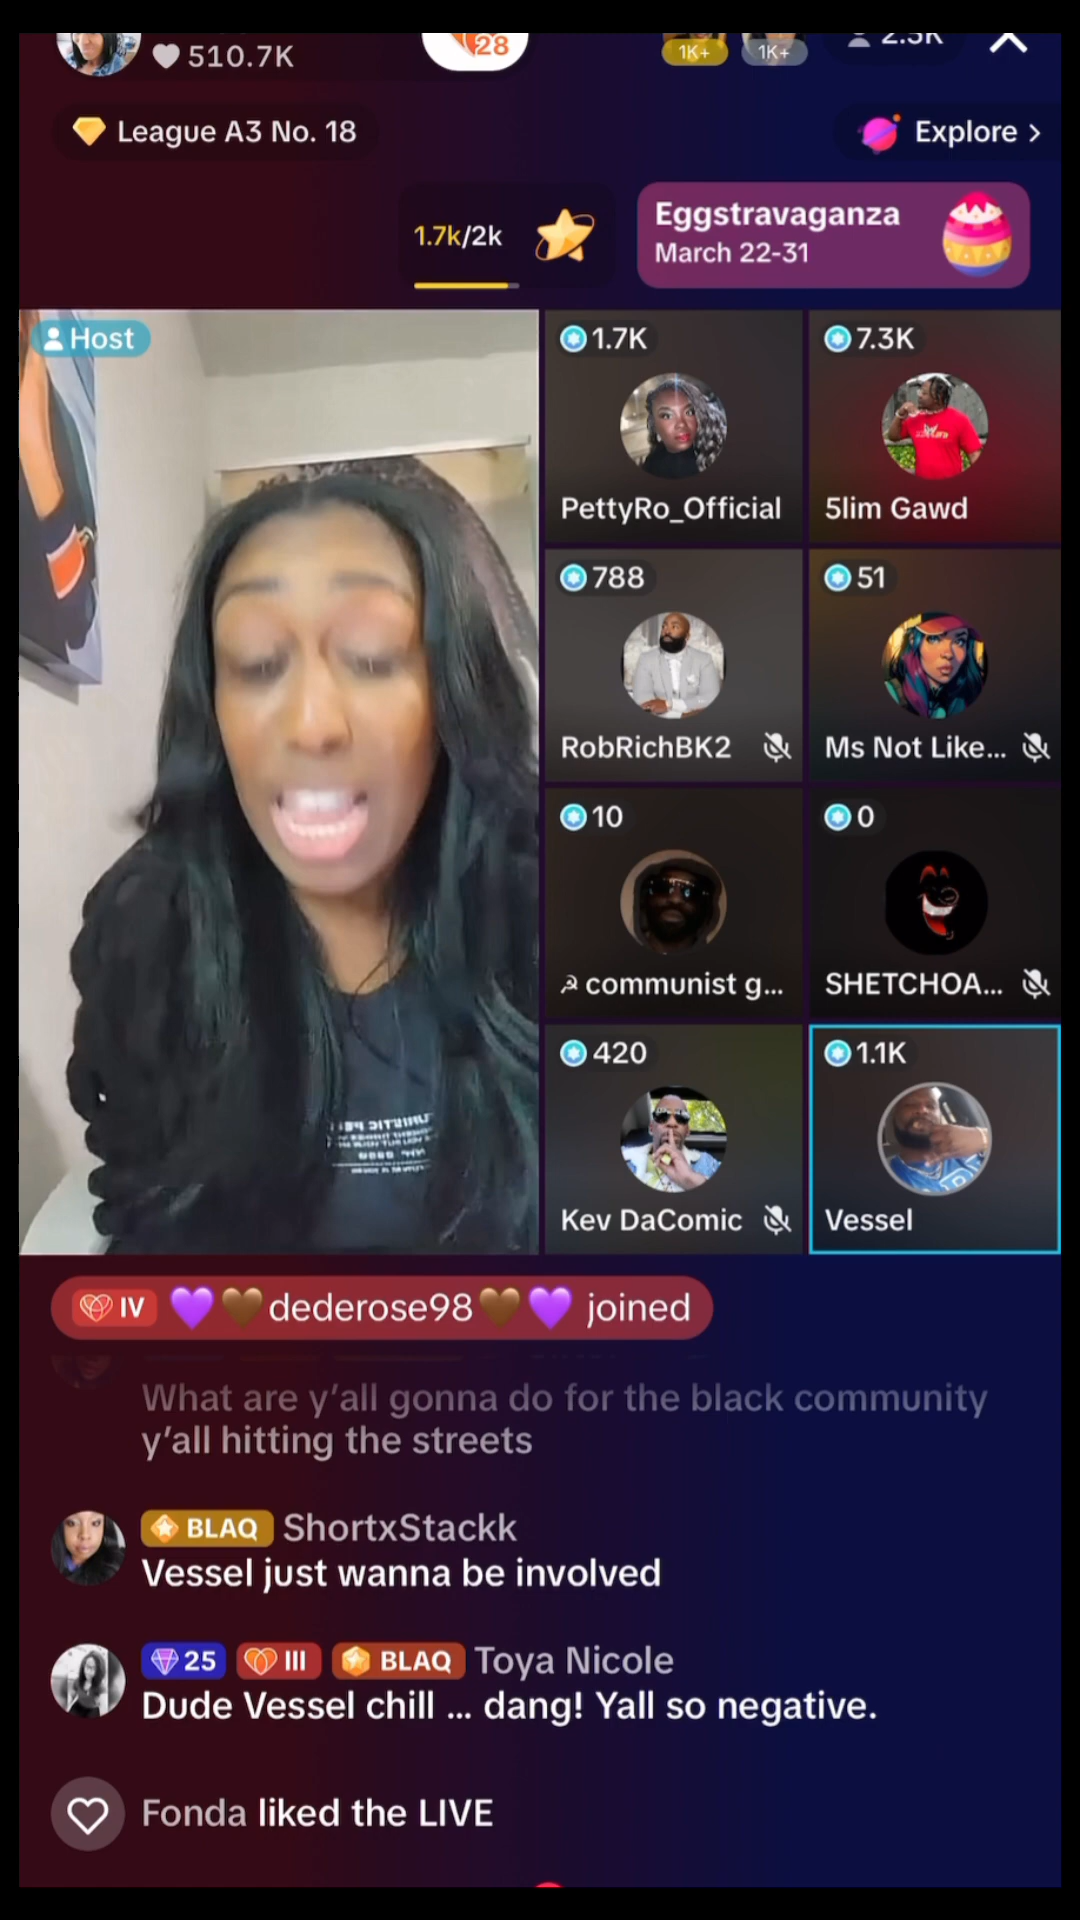 510.7K
28
1K+
1K+
2.5K
League A3 No. 18
Explore >
1.7k/2k
Eggstravaganza
March 22-31
Host
1.7K
7.3K
PettyRo_Official
5lim Gawd
788
51
RobRichBK2
Ms Not Like...
10
0
☭ communist g...
SHETCHOA...
420
1.1K
Kev DaComic
Vessel
IV 💜🤎dederose98🤎💜 joined
What are y'all gonna do for the black community
y'all hitting the streets
BLAQ ShortxStackk
Vessel just wanna be involved
25 III BLAQ Toya Nicole
Dude Vessel chill ... dang! Yall so negative.
Fonda liked the LIVE